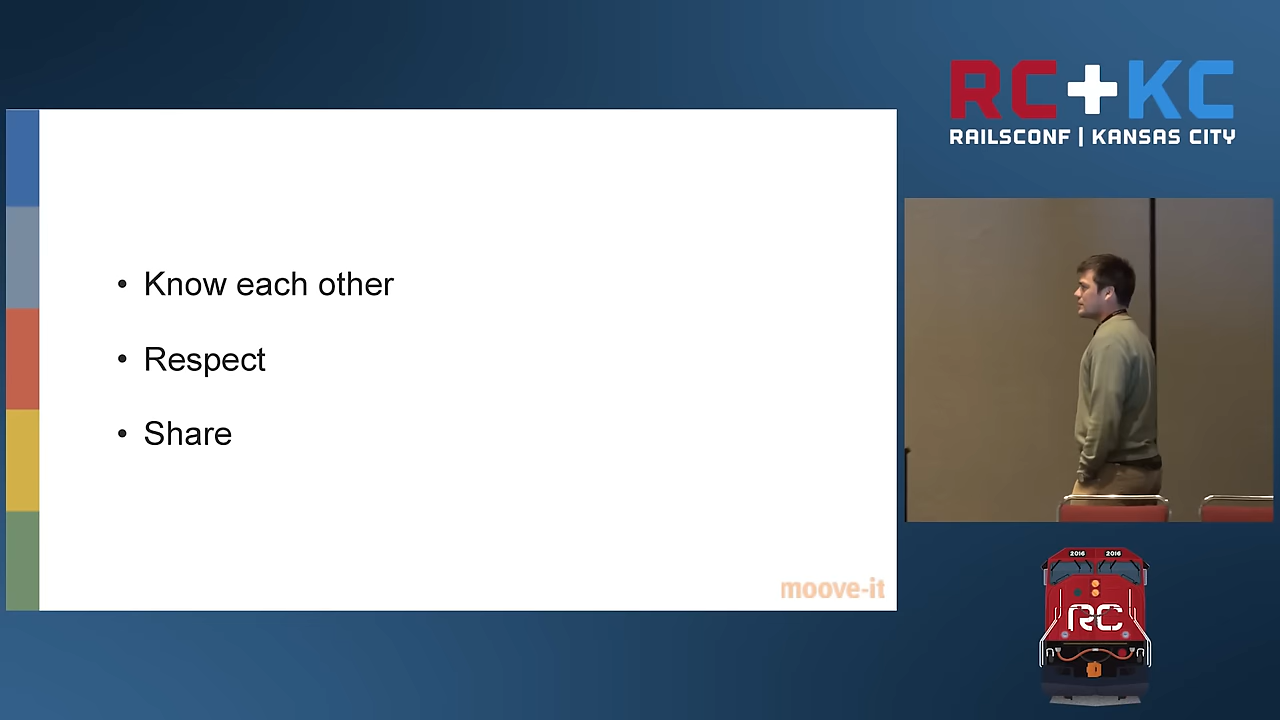 RC+KC
RAILSCONF | KANSAS CITY
• Know each other
• Respect
• Share
moove-it
2016 2016
RC